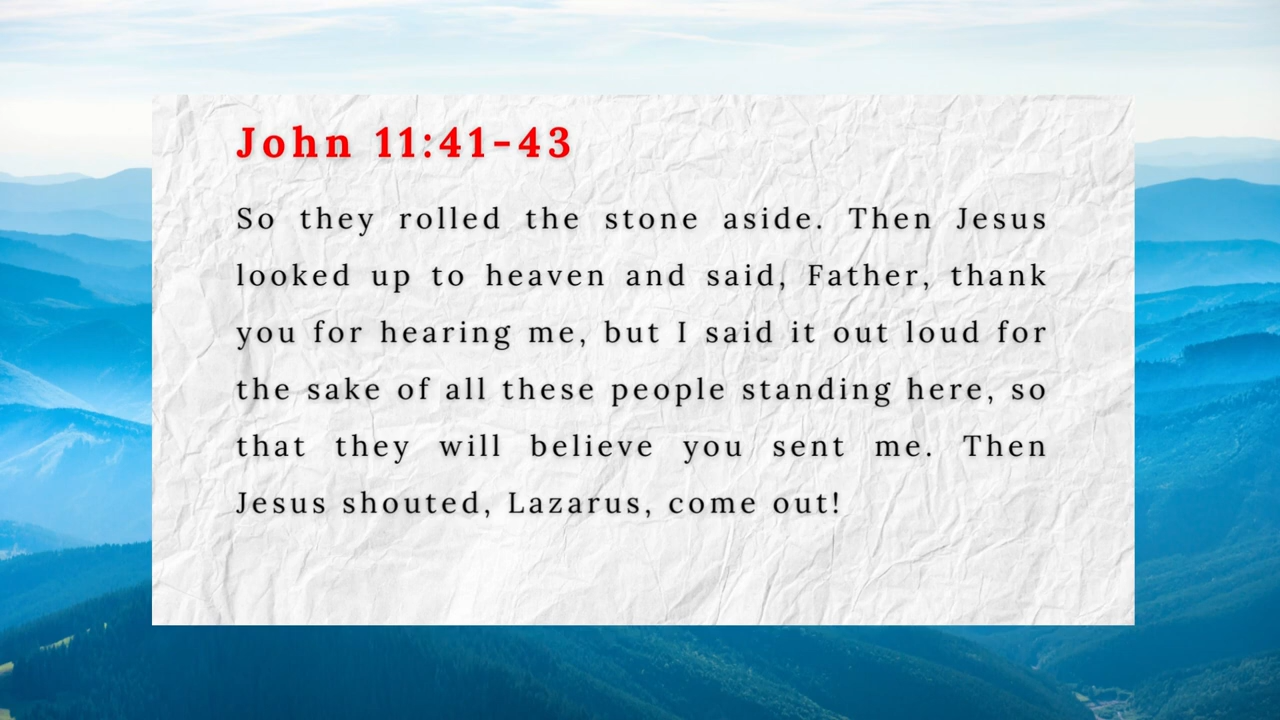 John 11:41-43
So they rolled the stone aside. Then Jesus
looked up to heaven and said, Father, thank
you for hearing me, but I said it out loud for
the sake of all these people standing here, so
that they will believe you sent me. Then
Jesus shouted, Lazarus, come out!